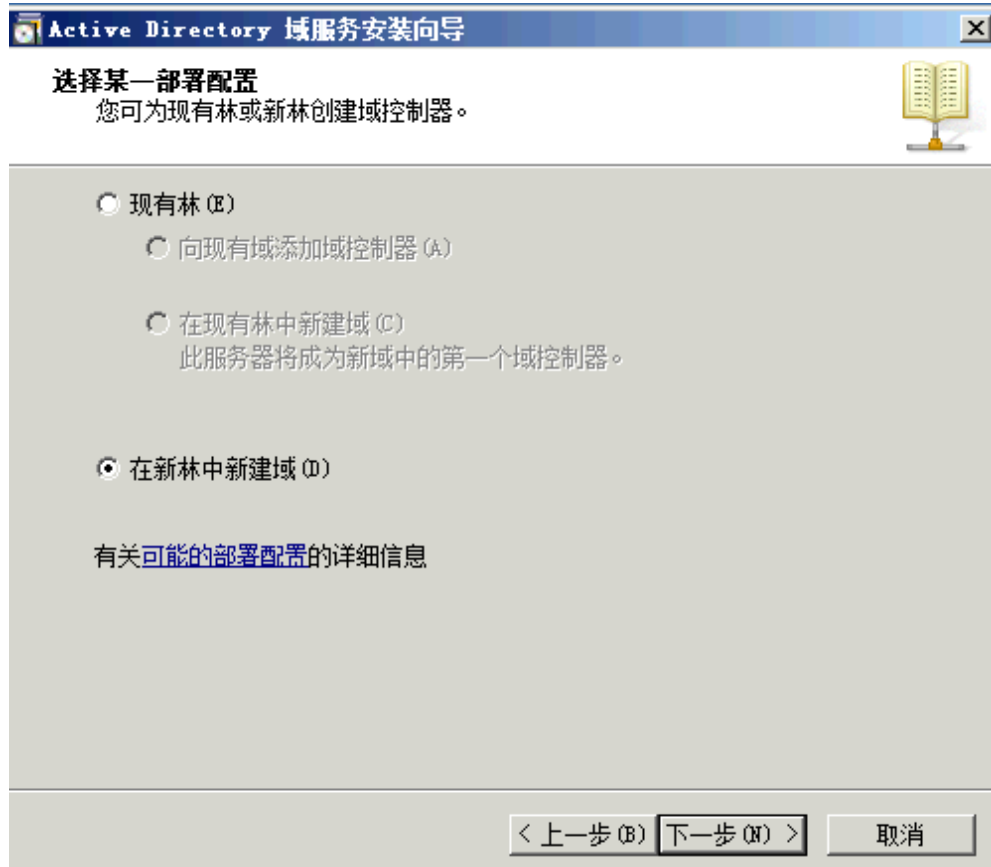 Active Directory 域服务安装向导
选择某一部署配置
您可为现有林或新林创建域控制器。
现有林(E)
向现有域添加域控制器(A)
在现有林中新建域(C)
此服务器将成为新域中的第一个域控制器。
在新林中新建域(D)
有关可能的部署配置的详细信息
< 上一步(B) 下一步(N) > 取消